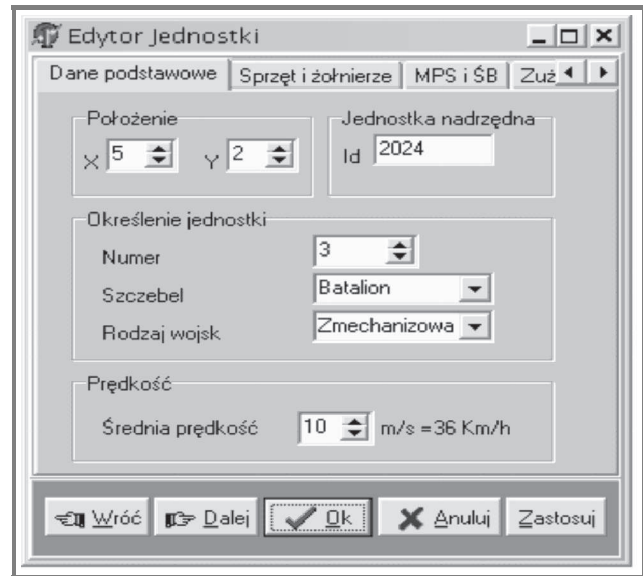 Edytor Jednostki
Dane podstawowe Sprzęt i żołnierze MPS i ŚB Zuż
Położenie Jednostka nadrzędna
X 5 Y 2 Id 2024
Określenie jednostki
Numer 3
Szczebel Batalion
Rodzaj wojsk Zmechanizowa
Prędkość
Średnia prędkość 10 m/s =36 Km/h
Wróć Dalej Ok Anuluj Zastosuj